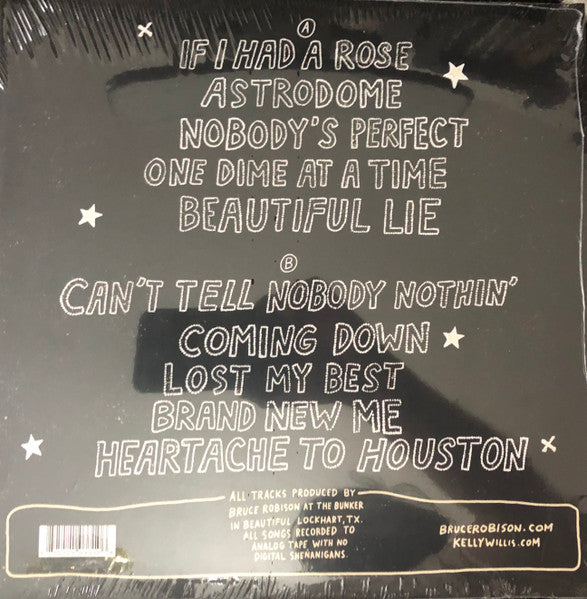 A
IF I HAD A ROSE
ASTRODOME
NOBODY'S PERFECT
ONE DIME AT A TIME
BEAUTIFUL LIE
B
CAN'T TELL NOBODY NOTHIN'
COMING DOWN
LOST MY BEST
BRAND NEW ME
HEARTACHE TO HOUSTON
ALL TRACKS PRODUCED BY
BRUCE ROBISON AT THE BUNKER
IN BEAUTIFUL LOCKHART, TX.
ALL SONGS RECORDED TO
ANALOG TAPE WITH NO
DIGITAL SHENANIGANS.
BRUCEROBISON.COM
KELLYWILLIS.COM